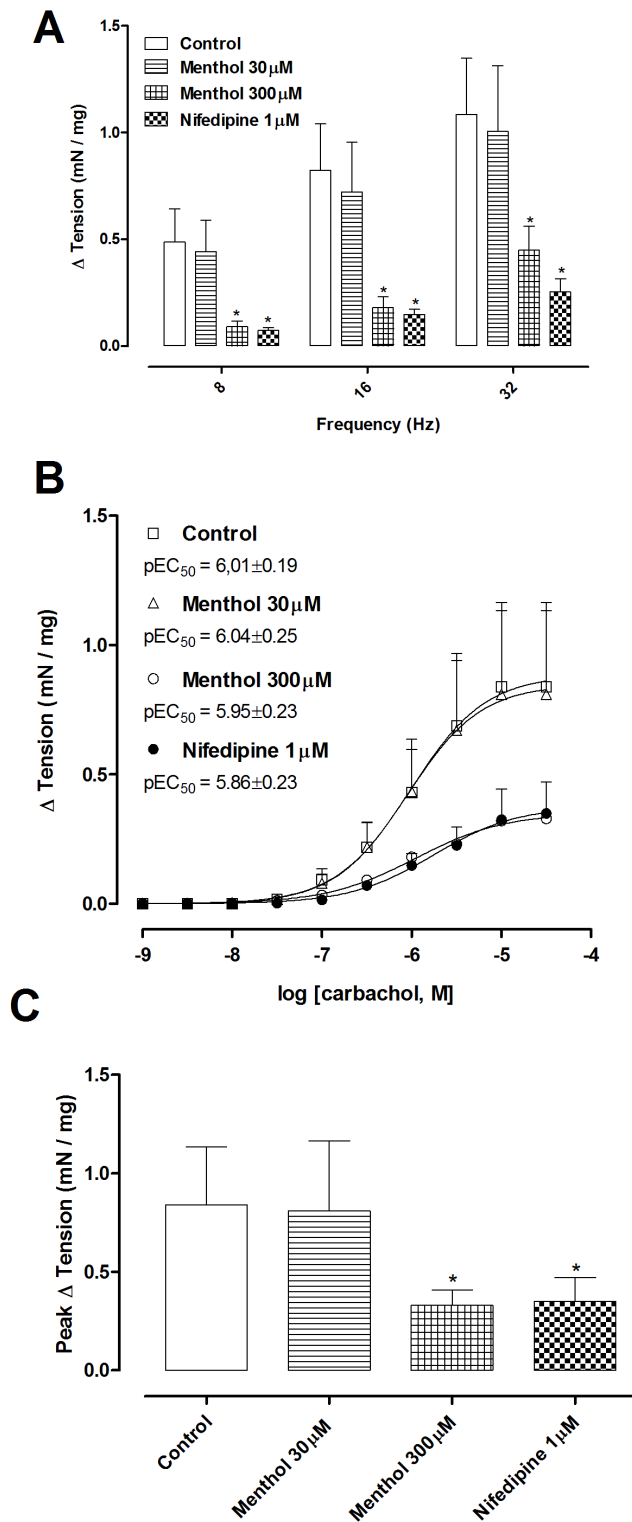 A
1.5
1.0
0.5
0.0
Δ Tension (mN / mg)
Control
Menthol 30μM
Menthol 300μM
Nifedipine 1μM
* *
* *
*
*
8 16 32
Frequency (Hz)
B
1.5
1.0
0.5
0.0
Δ Tension (mN / mg)
Control
pEC50 = 6,01±0.19
Menthol 30μM
pEC50 = 6.04±0.25
Menthol 300μM
pEC50 = 5.95±0.23
Nifedipine 1μM
pEC50 = 5.86±0.23
-9 -8 -7 -6 -5 -4
log [carbachol, M]
C
1.5
1.0
0.5
0.0
Peak Δ Tension (mN / mg)
* *
Control
Menthol 30μM
Menthol 300μM
Nifedipine 1μM